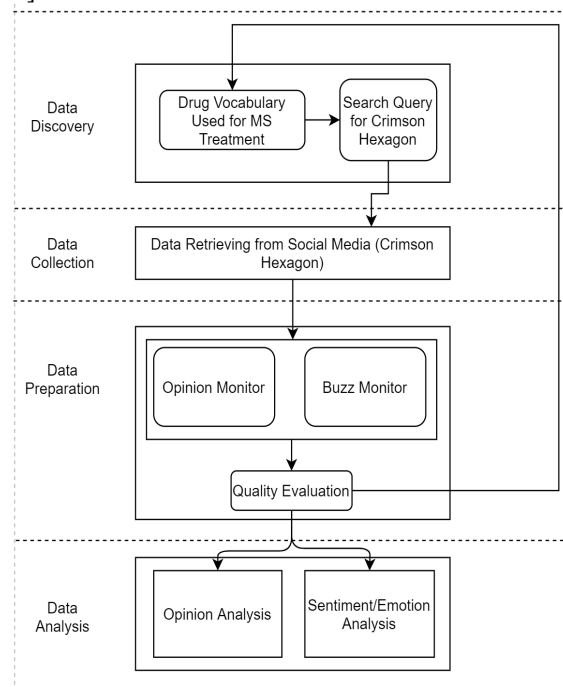 Data
Discovery
Drug Vocabulary
Used for MS
Treatment
Search Query
for Crimson
Hexagon
Data
Collection
Data Retrieving from Social Media (Crimson
Hexagon)
Data
Preparation
Opinion Monitor
Buzz Monitor
Quality Evaluation
Data
Analysis
Opinion Analysis
Sentiment/Emotion
Analysis